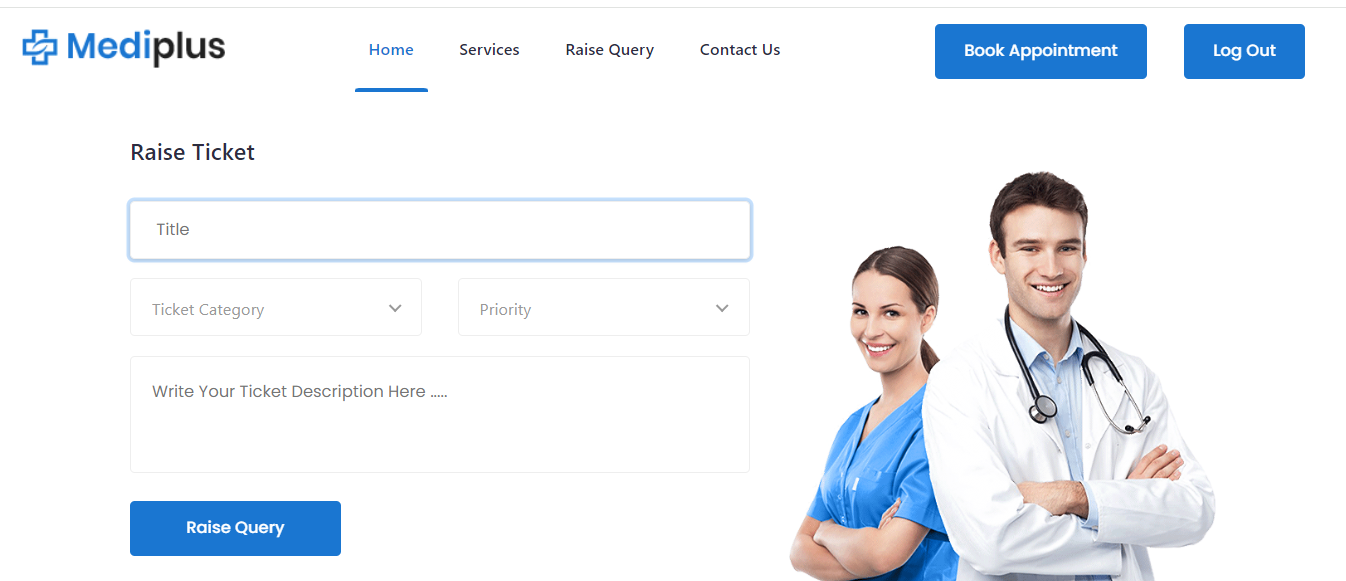 Mediplus
Home Services Raise Query Contact Us
Book Appointment Log Out
Raise Ticket
Title
Ticket Category Priority
Write Your Ticket Description Here .....
Raise Query